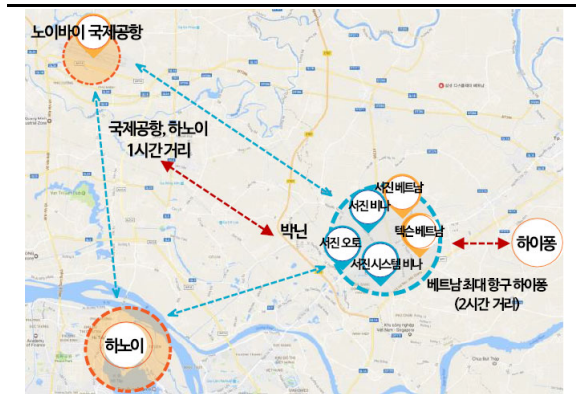 노이바이 국제공항
국제공항, 하노이
1시간 거리
서진 베트남
서진 비나
텍슨 베트남
박닌
서진 오토
하이퐁
서진시스템 비나
베트남 최대 항구 하이퐁
(2시간 거리)
하노이